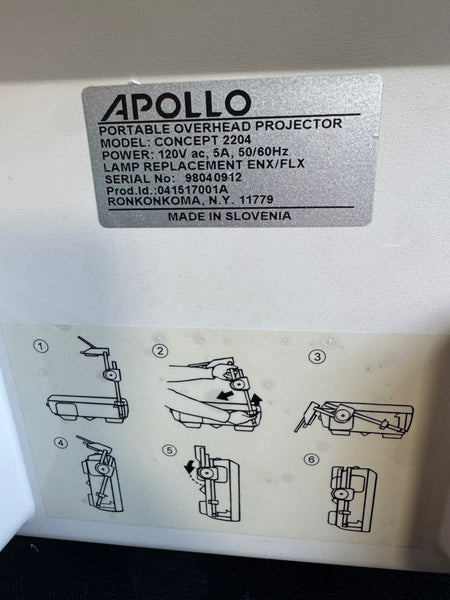 APOLLO
PORTABLE OVERHEAD PROJECTOR
MODEL: CONCEPT 2204
POWER: 120V ac, 5A, 50/60Hz
LAMP REPLACEMENT ENX/FLX
SERIAL No: 98040912
Prod.Id.:041517001A
RONKONKOMA, N.Y. 11779
MADE IN SLOVENIA
1 2 3
4 5 6